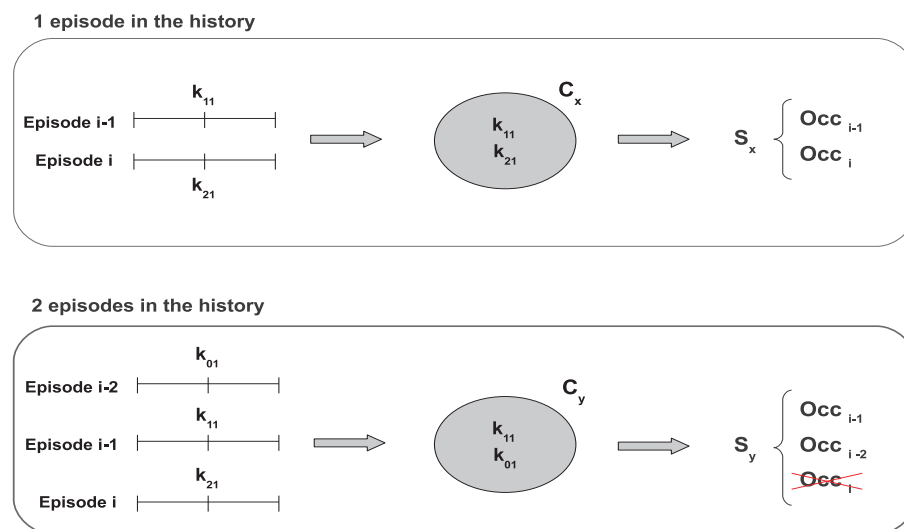 1 episode in the history
k11
Cx
Episode i-1
k11
Sx
Occ i-1
Episode i
k21
Occ i
k21
2 episodes in the history
k01
Episode i-2
k11
Cy
Occ i-1
Episode i-1
k11
Sy
Occ i-2
k01
k21
Occ i
Episode i